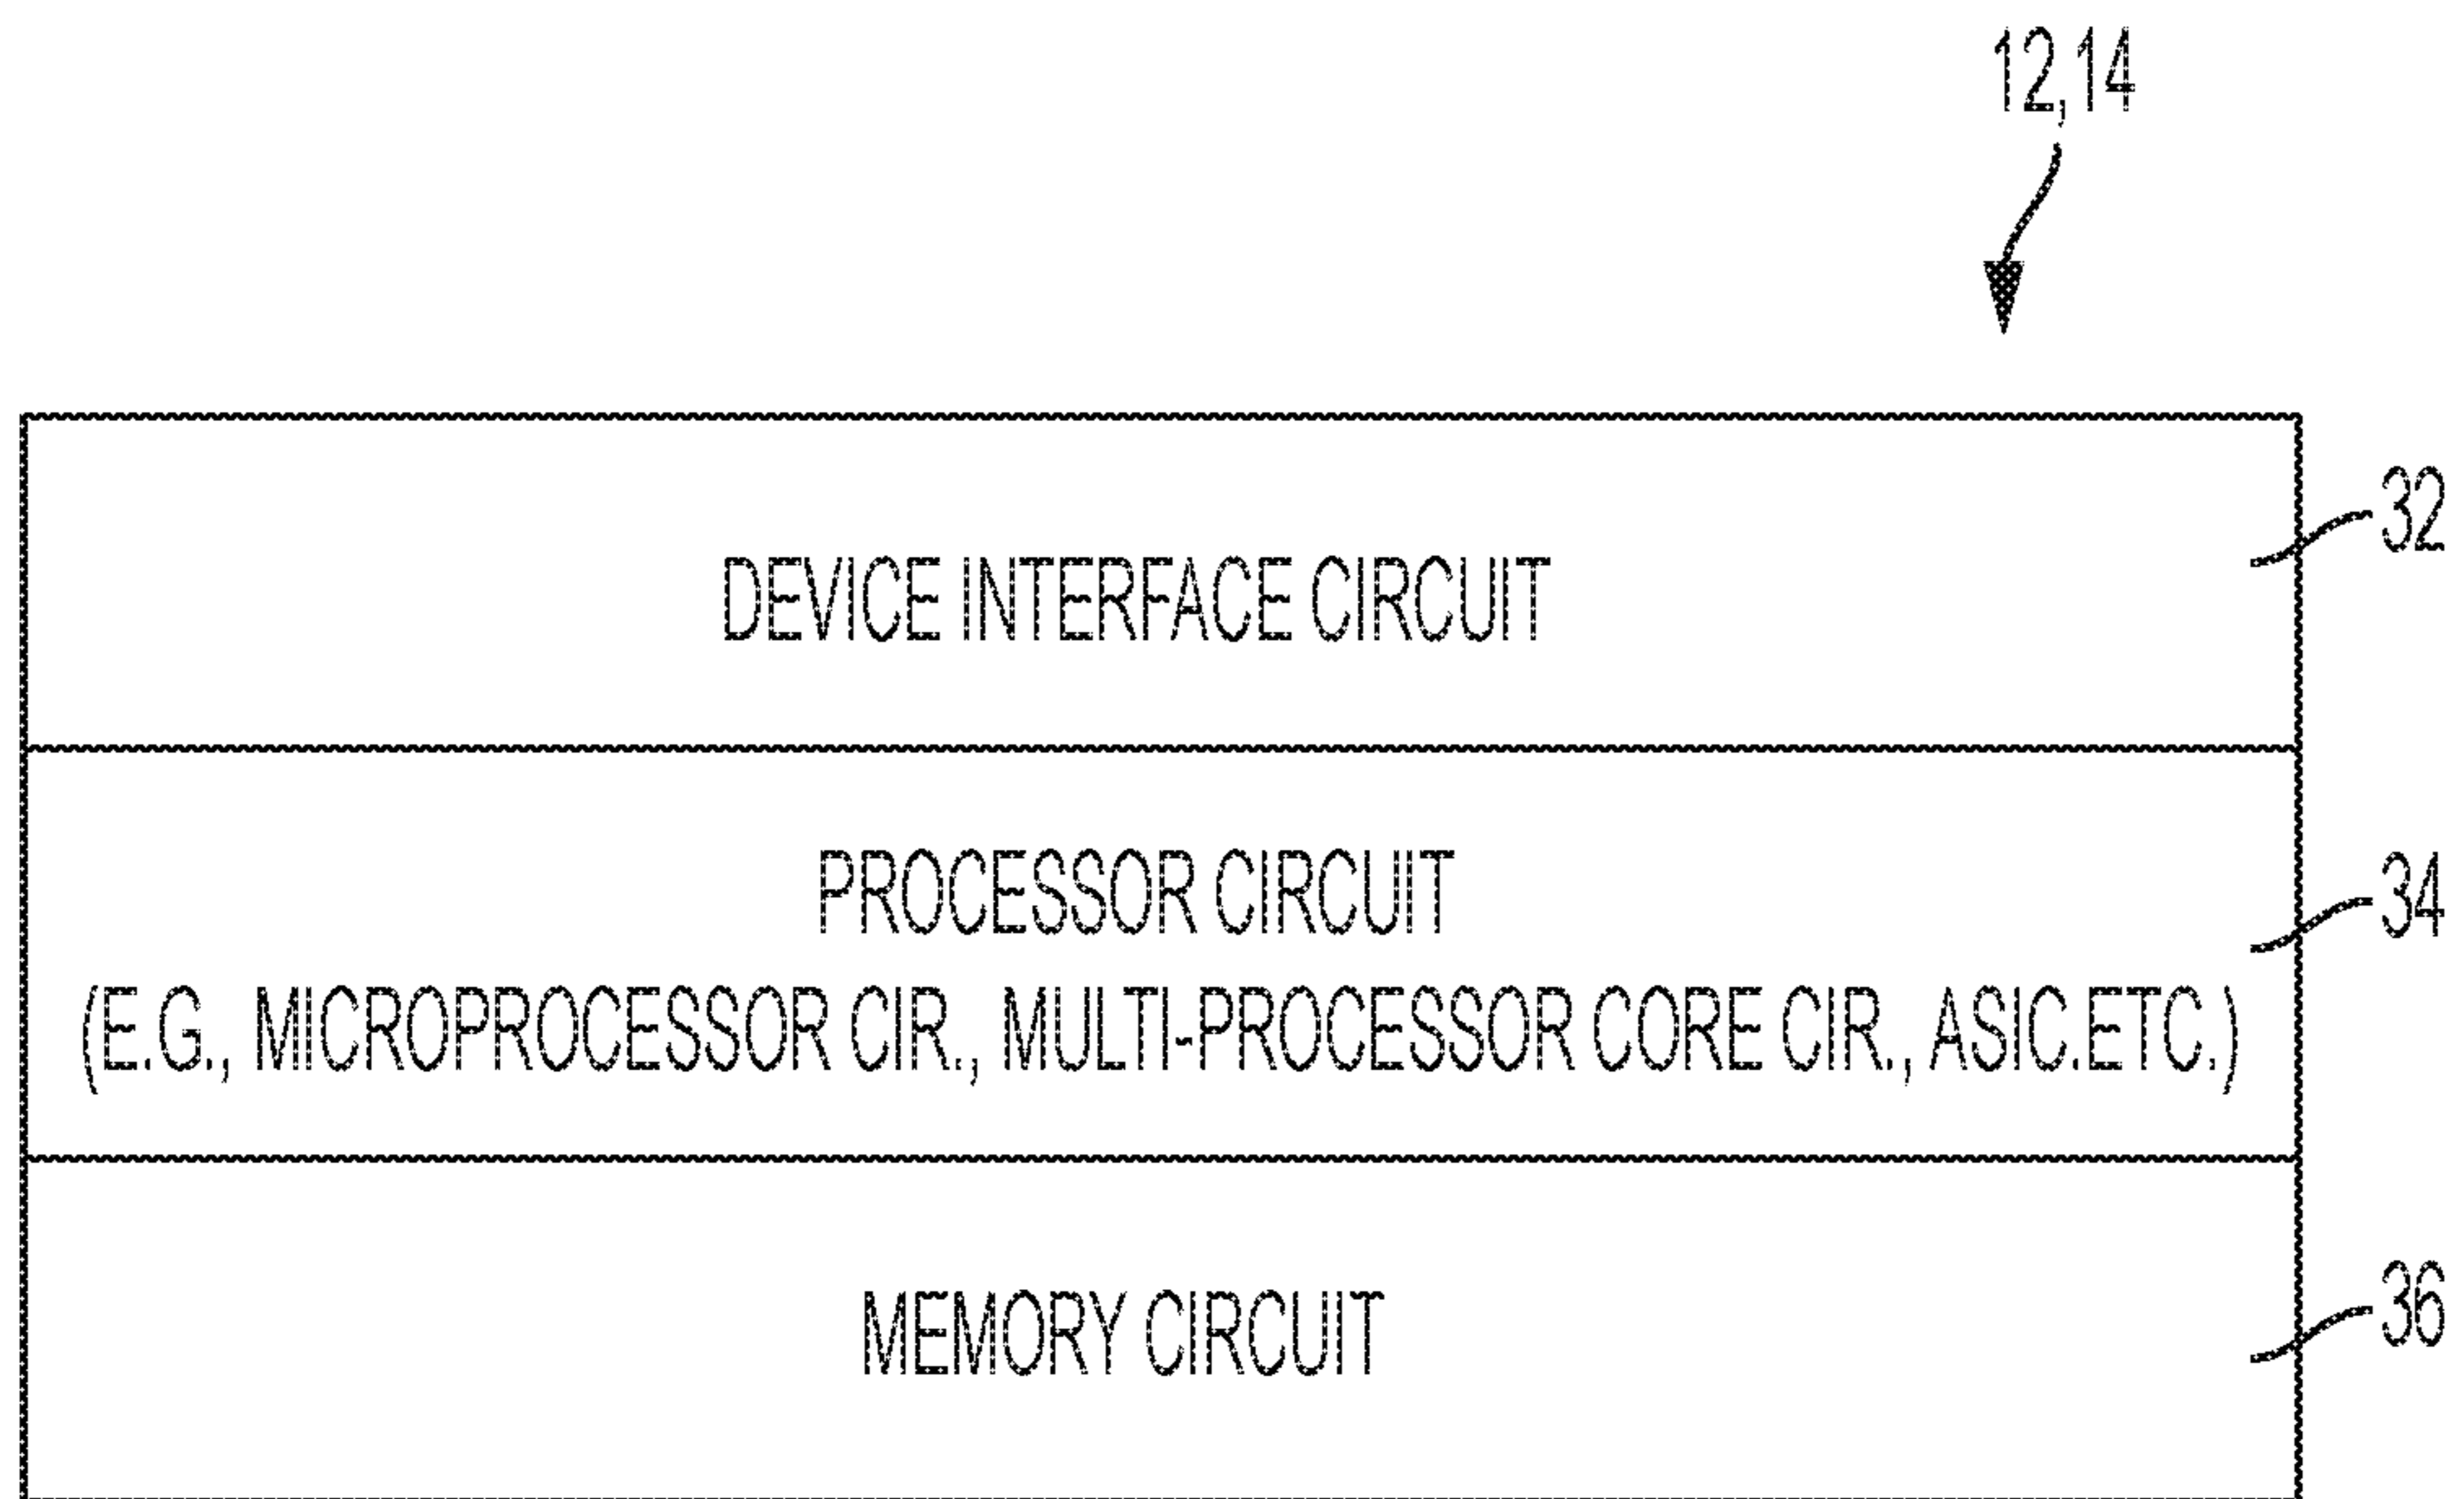 12,14
32
DEVICE INTERFACE CIRCUIT
PROCESSOR CIRCUIT
34
(E.G., MICROPROCESSOR CIR., MULTI-PROCESSOR CORE CIR., ASIC.ETC.)
36
MEMORY CIRCUIT